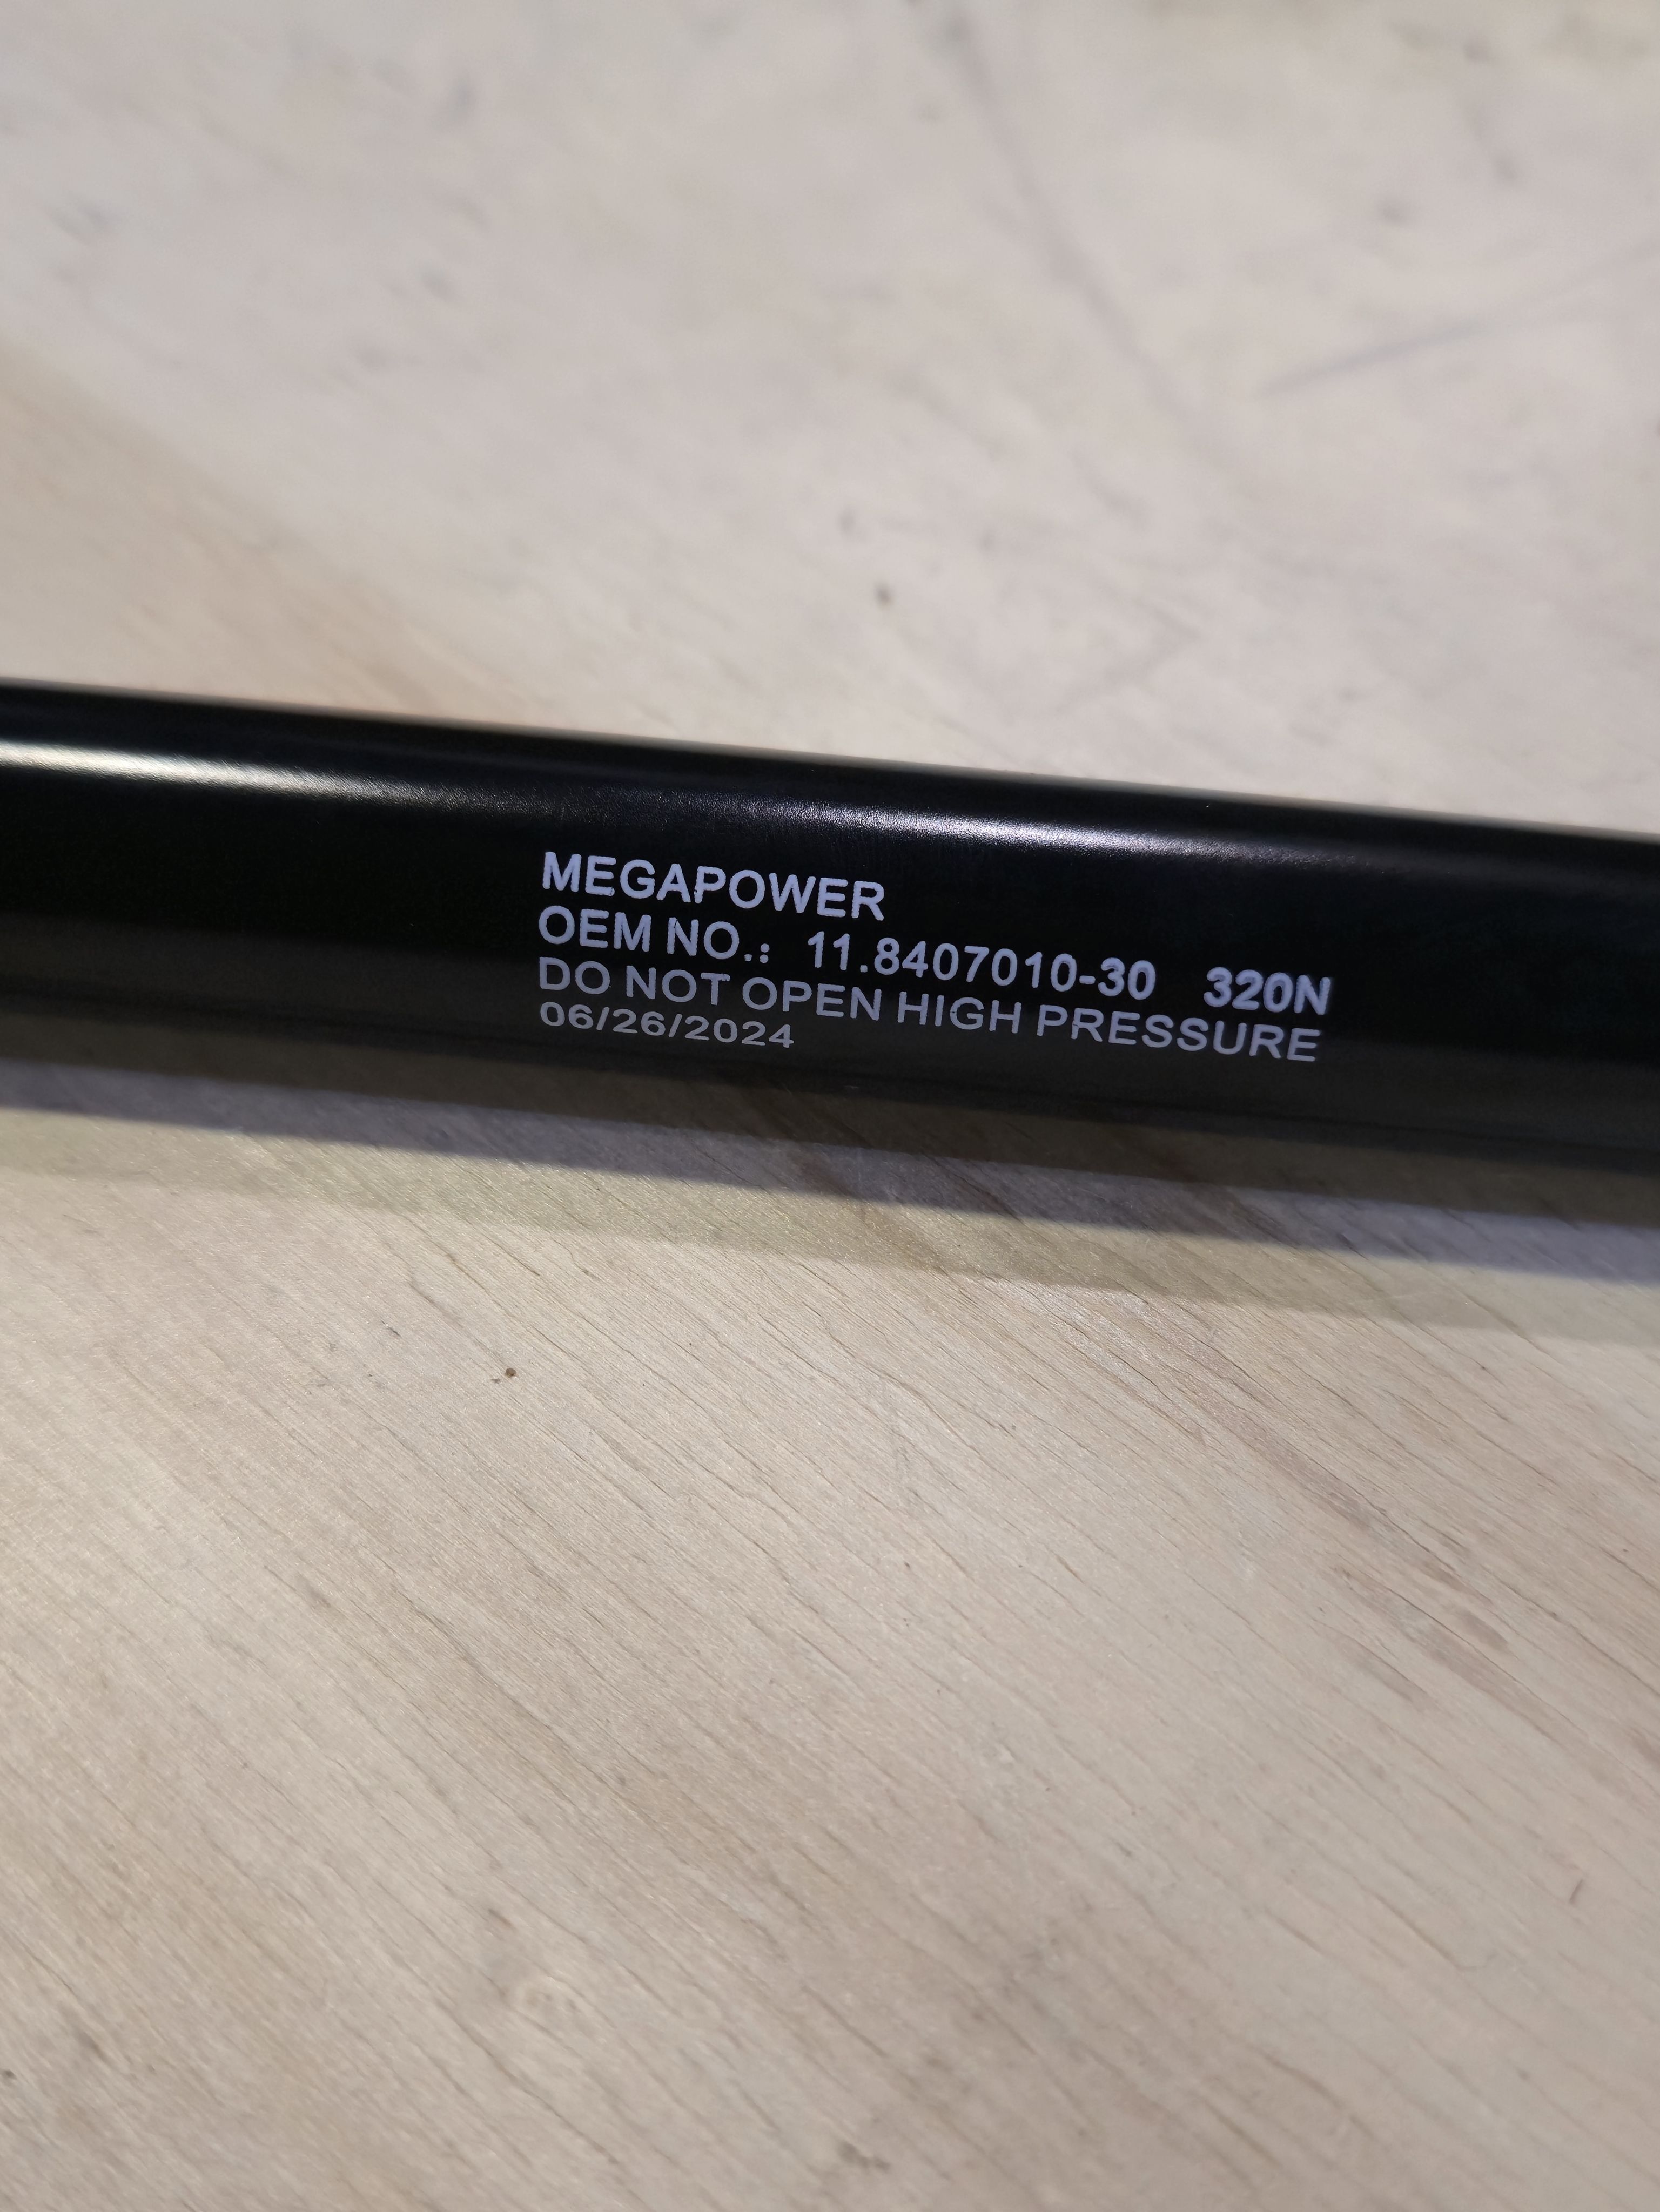 MEGAPOWER
OEM NO.: 11.8407010-30 320N
DO NOT OPEN HIGH PRESSURE
06/26/2024